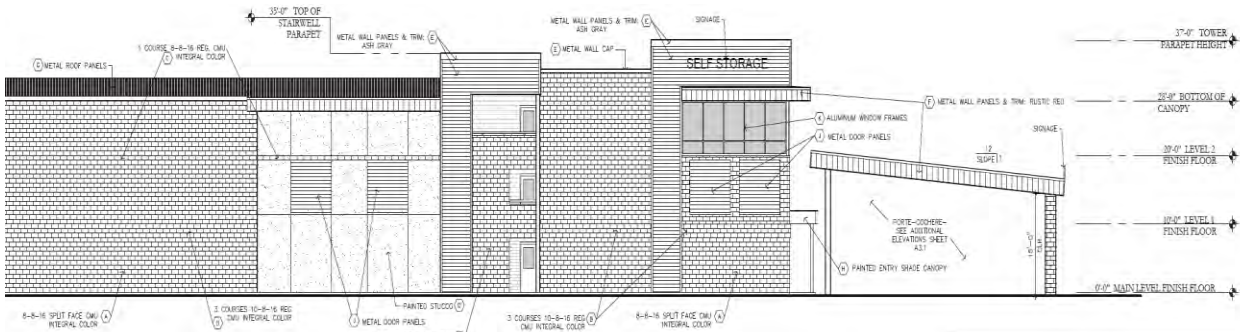 35'-0" TOP OF
STAIRWELL
PARAPET
METAL WALL PANELS & TRIM:
ASH GRAY
E
METAL WALL PANELS & TRIM:
ASH GRAY
E
SIGNAGE
37'-0" TOWER
PARAPET HEIGHT
1 COURSE 8-8-16 REG. CMU
INTEGRAL COLOR
C
G METAL ROOF PANELS
E METAL WALL CAP
SELF STORAGE
F METAL WALL PANELS & TRIM: RUSTIC RED
BOTTOM OF
CANOPY
K ALUMINUM WINDOW FRAMES
J METAL DOOR PANELS
SIGNAGE
12
SLOPE 1
20'-0" LEVEL 2
FINISH FLOOR
PORTE-COCHERE-
SEE ADDITIONAL
ELEVATIONS SHEET
A3.1
10'-0" LEVEL 1
FINISH FLOOR
H PAINTED ENTRY SHADE CANOPY
0'-0" MAIN LEVEL FINISH FLOOR
8-8-16 SPLIT FACE CMU A
INTEGRAL COLOR
3 COURSES 10-8-16 REG
CMU INTEGRAL COLOR
J METAL DOOR PANELS
PAINTED STUCCO D
3 COURSES 10-8-16 REG B
CMU INTEGRAL COLOR
8-8-16 SPLIT FACE CMU A
INTEGRAL COLOR